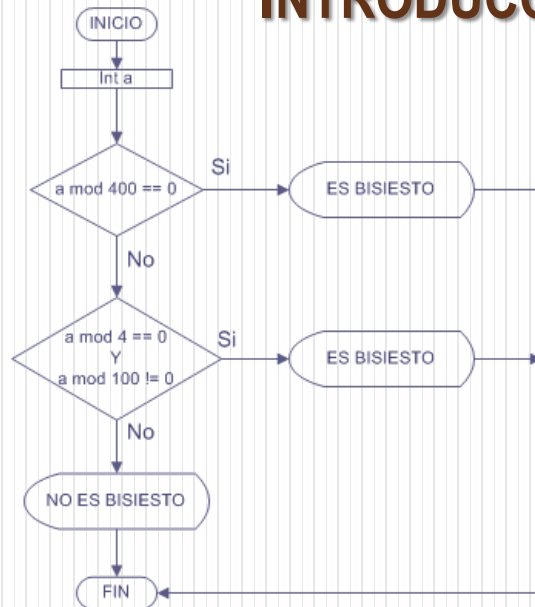 INTRODUCC
INICIO
Int a
a mod 400 == 0
Si
ES BISIESTO
No
a mod 4 == 0
Y
a mod 100 != 0
Si
ES BISIESTO
No
NO ES BISIESTO
FIN